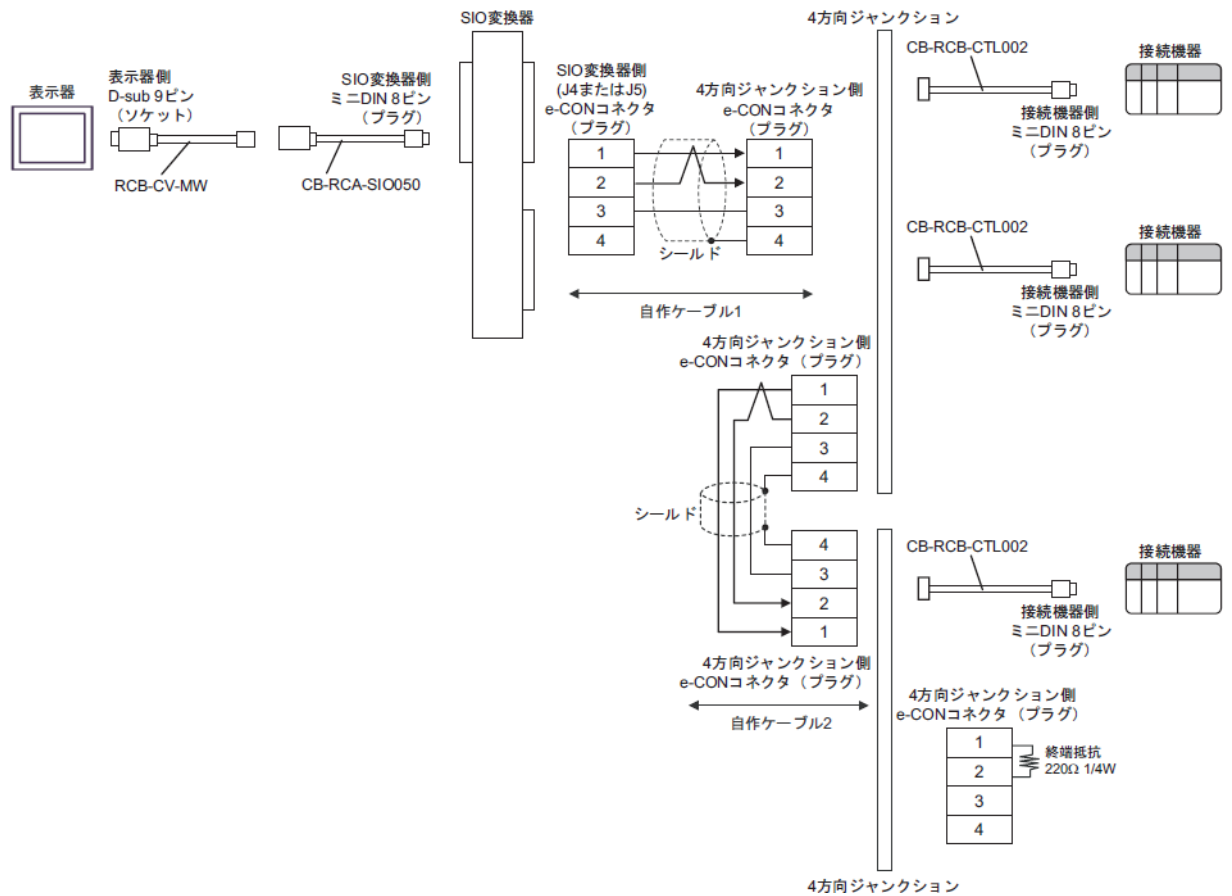 SIO変換器
4方向ジャンクション
表示器
表示器側
D-sub 9ピン
(ソケット)
RCB-CV-MW
SIO変換器側
ミニDIN 8ピン
(プラグ)
CB-RCA-SIO050
SIO変換器側
(J4またはJ5)
e-CONコネクタ
(プラグ)
1
2
3
4
4方向ジャンクション側
e-CONコネクタ
(プラグ)
1
2
3
4
シールド
自作ケーブル1
CB-RCB-CTL002
接続機器側
ミニDIN 8ピン
(プラグ)
接続機器
CB-RCB-CTL002
接続機器側
ミニDIN 8ピン
(プラグ)
接続機器
4方向ジャンクション側
e-CONコネクタ(プラグ)
1
2
3
4
シールド
4
3
2
1
4方向ジャンクション側
e-CONコネクタ(プラグ)
自作ケーブル2
CB-RCB-CTL002
接続機器側
ミニDIN 8ピン
(プラグ)
接続機器
4方向ジャンクション側
e-CONコネクタ(プラグ)
1
2
3
4
終端抵抗
220Ω 1/4W
4方向ジャンクション